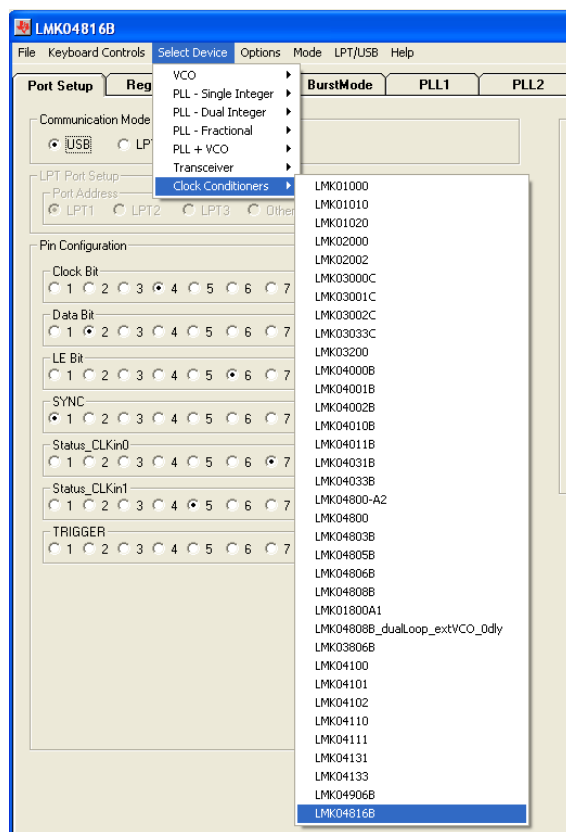 LMK04816B
File Keyboard Controls Select Device Options Mode LPT/USB Help
Port Setup Reg BurstMode PLL1 PLL2
VCO
PLL - Single Integer
PLL - Dual Integer
PLL - Fractional
PLL + VCO
Transceiver
Clock Conditioners
Communication Mode
USB LP
LPT Port Setup
Port Address
LPT1 LPT2 LPT3 Other
Pin Configuration
Clock Bit
1 2 3 4 5 6 7
Data Bit
1 2 3 4 5 6 7
LE Bit
1 2 3 4 5 6 7
SYNC
1 2 3 4 5 6 7
Status_CLKin0
1 2 3 4 5 6 7
Status_CLKin1
1 2 3 4 5 6 7
TRIGGER
1 2 3 4 5 6 7
LMK01000
LMK01010
LMK01020
LMK02000
LMK02002
LMK03000C
LMK03001C
LMK03002C
LMK03033C
LMK03200
LMK04000B
LMK04001B
LMK04002B
LMK04010B
LMK04011B
LMK04031B
LMK04033B
LMK04800-A2
LMK04800
LMK04803B
LMK04805B
LMK04806B
LMK04808B
LMK01800A1
LMK04808B_dualLoop_extVCO_0dly
LMK03806B
LMK04100
LMK04101
LMK04102
LMK04110
LMK04111
LMK04131
LMK04133
LMK04906B
LMK04816B